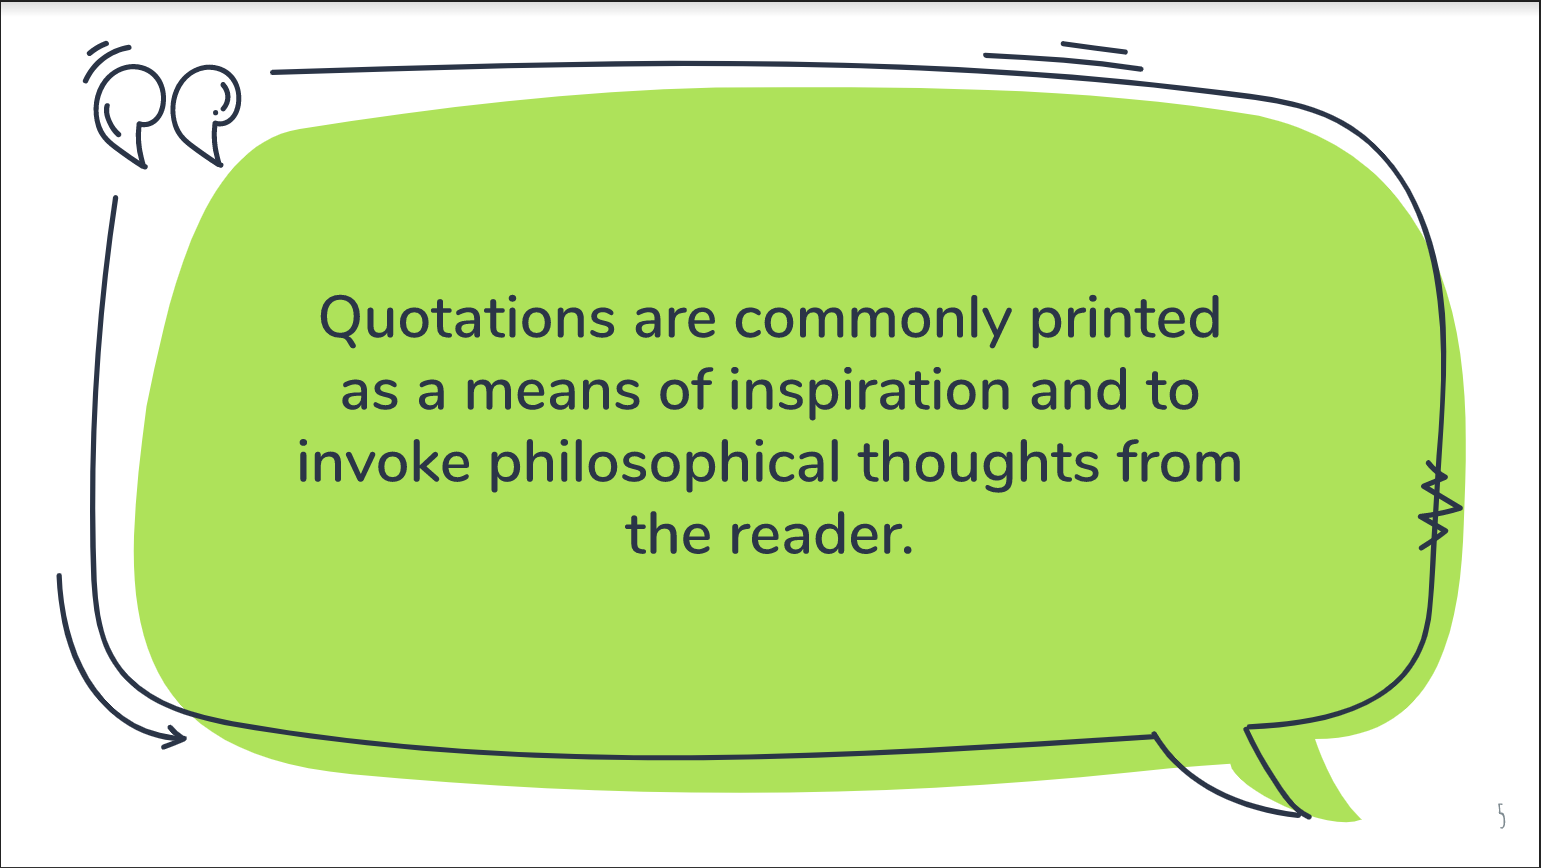 Quotations are commonly printed
as a means of inspiration and to
invoke philosophical thoughts from
the reader.
5